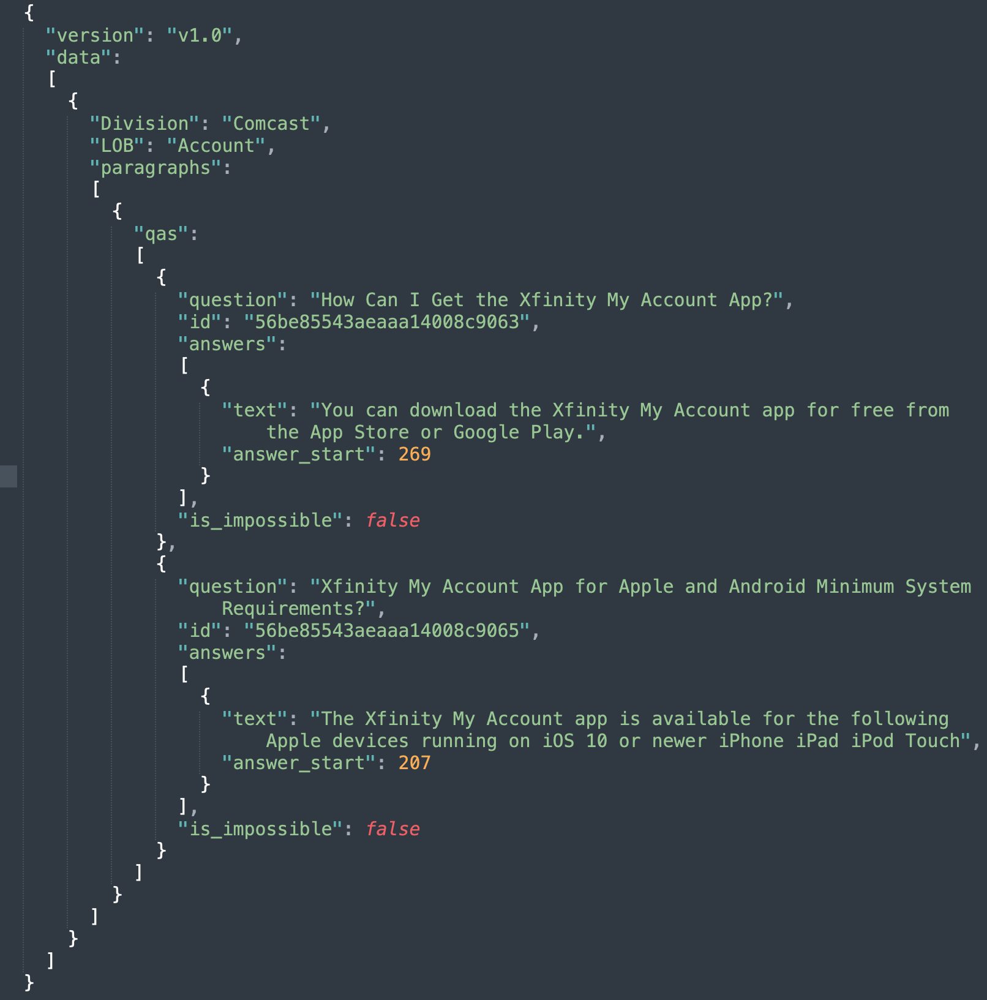 {
"version": "v1.0",
"data":
[
{
"Division": "Comcast",
"LOB": "Account",
"paragraphs":
[
{
"qas":
[
{
"question": "How Can I Get the Xfinity My Account App?",
"id": "56be85543aeaaa14008c9063",
"answers":
[
{
"text": "You can download the Xfinity My Account app for free from
the App Store or Google Play.",
"answer_start": 269
}
],
"is_impossible": false
},
{
"question": "Xfinity My Account App for Apple and Android Minimum System
Requirements?",
"id": "56be85543aeaaa14008c9065",
"answers":
[
{
"text": "The Xfinity My Account app is available for the following
Apple devices running on iOS 10 or newer iPhone iPad iPod Touch",
"answer_start": 207
}
],
"is_impossible": false
}
]
}
]
}
]
}